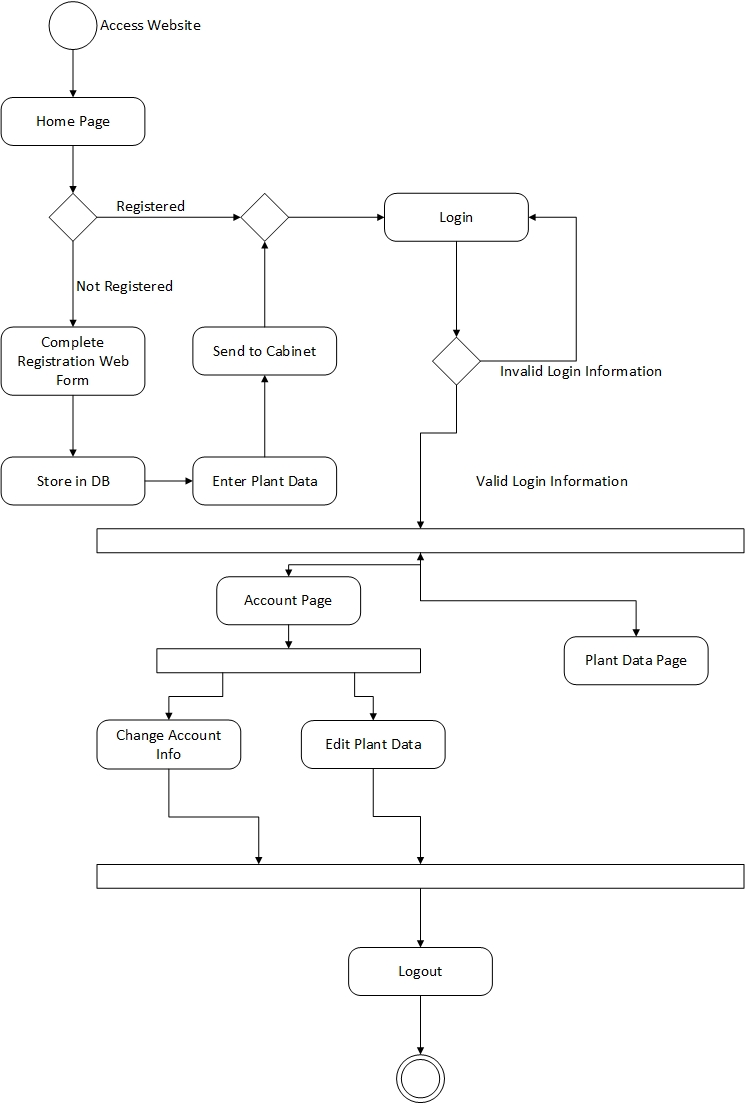 Access Website
Home Page
Registered
Login
Not Registered
Complete
Registration Web
Form
Send to Cabinet
Invalid Login Information
Store in DB
Enter Plant Data
Valid Login Information
Account Page
Plant Data Page
Change Account
Info
Edit Plant Data
Logout